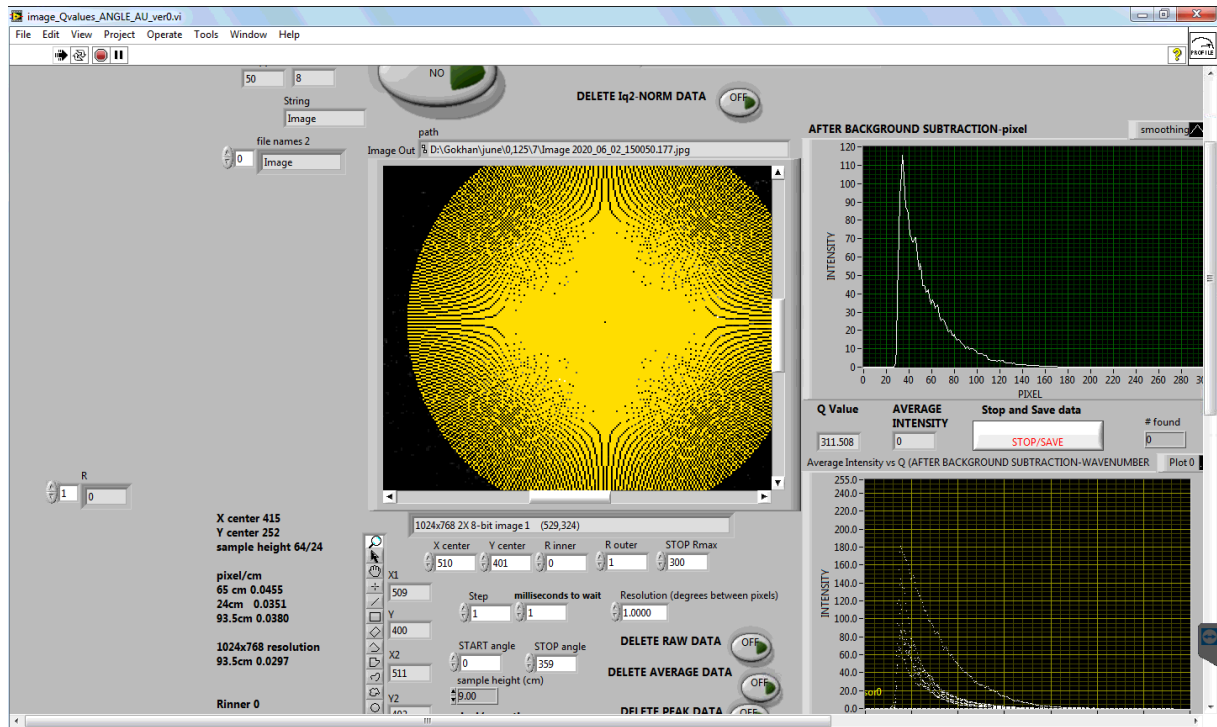 image_Qvalues_ANGLE_AU_ver0.vi
File Edit View Project Operate Tools Window Help
PROFILE
50 8
NO
DELETE Iq2-NORM DATA OFF
String
Image
file names 2
0 Image
path
Image Out D:\Gokhan\june\0,125\7\Image 2020_06_02_150050.177.jpg
AFTER BACKGROUND SUBTRACTION-pixel smoothing
120
110
100
90
80
70
60
50
40
30
20
10
0
INTENSITY
0 20 40 60 80 100 120 140 160 180 200 220 240 260 280
PIXEL
Q Value AVERAGE INTENSITY Stop and Save data # found
311.508 0 STOP/SAVE 0
Average Intensity vs Q (AFTER BACKGROUND SUBTRACTION-WAVENUMBER Plot 0
255.0
240.0
220.0
200.0
180.0
160.0
140.0
120.0
100.0
80.0
60.0
40.0
20.0
0.0
INTENSITY
sor0
R
1 0
X center 415
Y center 252
sample height 64/24
pixel/cm
65 cm 0.0455
24cm 0.0351
93.5cm 0.0380
1024x768 resolution
93.5cm 0.0297
Rinner 0
1024x768 2X 8-bit image 1 (529,324)
X center Y center R inner R outer STOP Rmax
510 401 0 1 300
X1
509
Y
400
X2
511
Y2
Step milliseconds to wait Resolution (degrees between pixels)
1 1 1.0000
START angle STOP angle
0 359
sample height (cm)
9.00
DELETE RAW DATA OFF
DELETE AVERAGE DATA OFF
DELETE PEAK DATA OFF